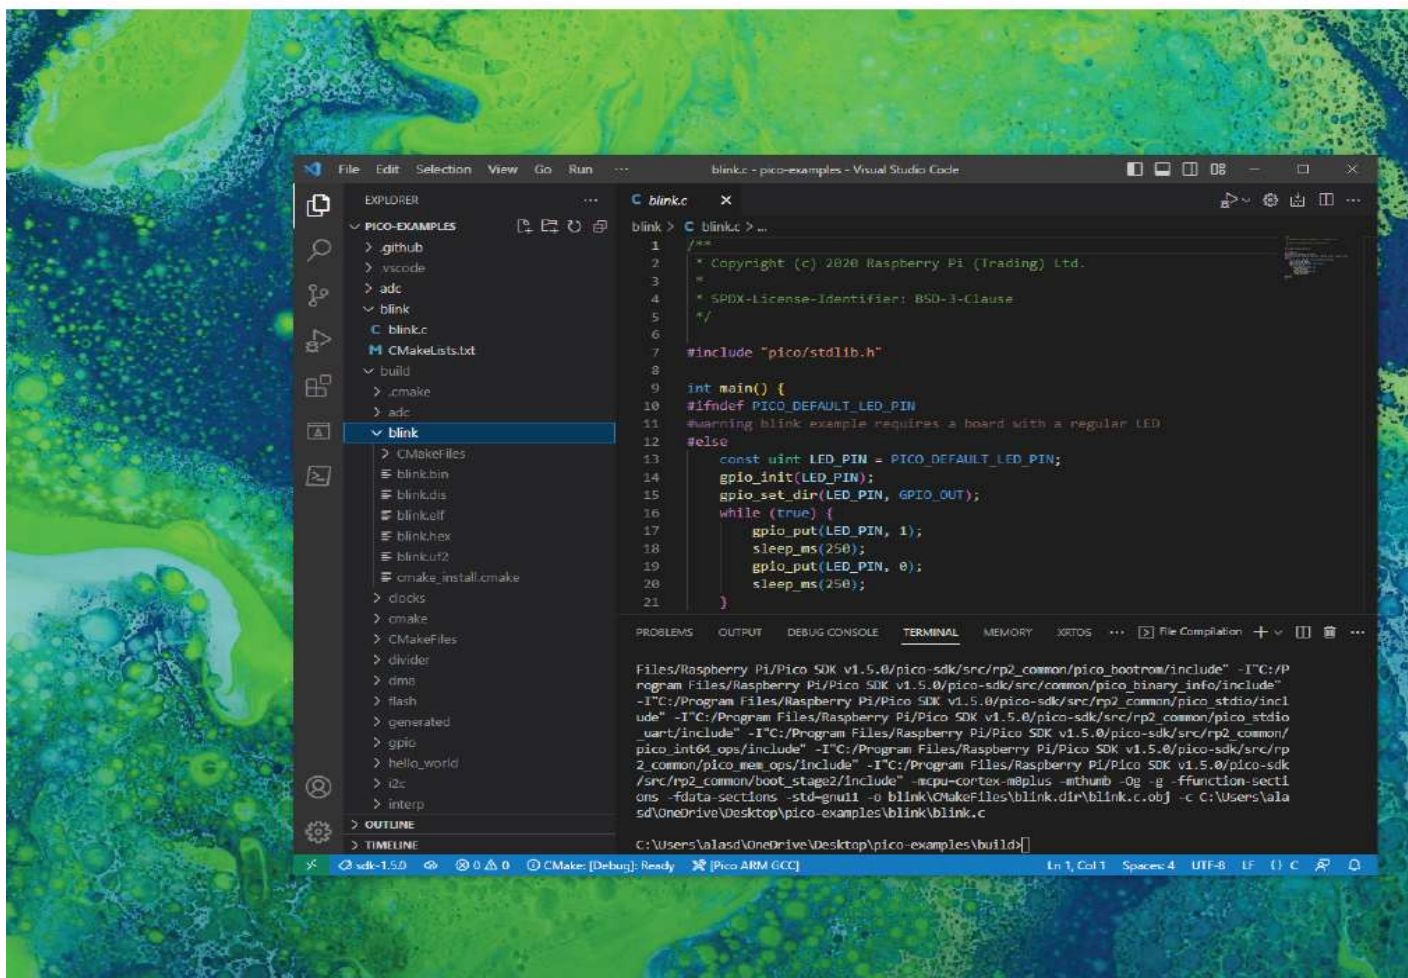 File Edit Selection View Go Run ··· blink.c - pico-examples - Visual Studio Code
EXPLORER ···
PICO-EXAMPLES
.github
.vscode
adc
blink
C blink.c
M CMakeLists.txt
build
.cmake
adc
blink
CMakeFiles
blink.bin
blink.dis
blink.elf
blink.hex
blink.uf2
cmake_install.cmake
clocks
cmake
CMakeFiles
divider
dma
flash
generated
gpio
hello_world
i2c
interp
OUTLINE
TIMELINE
C blink.c
blink > C blink.c > ...
1 /**
2 * Copyright (c) 2020 Raspberry Pi (Trading) Ltd.
3 *
4 * SPDX-License-Identifier: BSD-3-Clause
5 */
6
7 #include "pico/stdlib.h"
8
9 int main() {
10 #ifndef PICO_DEFAULT_LED_PIN
11 #warning blink example requires a board with a regular LED
12 #else
13 const uint LED_PIN = PICO_DEFAULT_LED_PIN;
14 gpio_init(LED_PIN);
15 gpio_set_dir(LED_PIN, GPIO_OUT);
16 while (true) {
17 gpio_put(LED_PIN, 1);
18 sleep_ms(250);
19 gpio_put(LED_PIN, 0);
20 sleep_ms(250);
21 }
PROBLEMS OUTPUT DEBUG CONSOLE TERMINAL MEMORY XRTOS ··· File Compilation
Files/Raspberry Pi/Pico SDK v1.5.0/pico-sdk/src/rp2_common/pico_bootrom/include" -I"C:/P
rogram Files/Raspberry Pi/Pico SDK v1.5.0/pico-sdk/src/common/pico_binary_info/include"
-I"C:/Program Files/Raspberry Pi/Pico SDK v1.5.0/pico-sdk/src/rp2_common/pico_stdio/incl
ude" -I"C:/Program Files/Raspberry Pi/Pico SDK v1.5.0/pico-sdk/src/rp2_common/pico_stdio
_uart/include" -I"C:/Program Files/Raspberry Pi/Pico SDK v1.5.0/pico-sdk/src/rp2_common/
pico_int64_ops/include" -I"C:/Program Files/Raspberry Pi/Pico SDK v1.5.0/pico-sdk/src/rp
2_common/pico_mem_ops/include" -I"C:/Program Files/Raspberry Pi/Pico SDK v1.5.0/pico-sdk
/src/rp2_common/boot_stage2/include" -mcpu=cortex-m0plus -mthumb -Og -g -ffunction-secti
ons -fdata-sections -std=gnu11 -o blink\CMakeFiles\blink.dir\blink.c.obj -c C:\Users\ala
sd\OneDrive\Desktop\pico-examples\blink\blink.c
C:\Users\alasd\OneDrive\Desktop\pico-examples\build>
sdk-1.5.0 0 0 CMake: [Debug]: Ready [Pico ARM GCC] Ln 1, Col 1 Spaces: 4 UTF-8 LF {} C